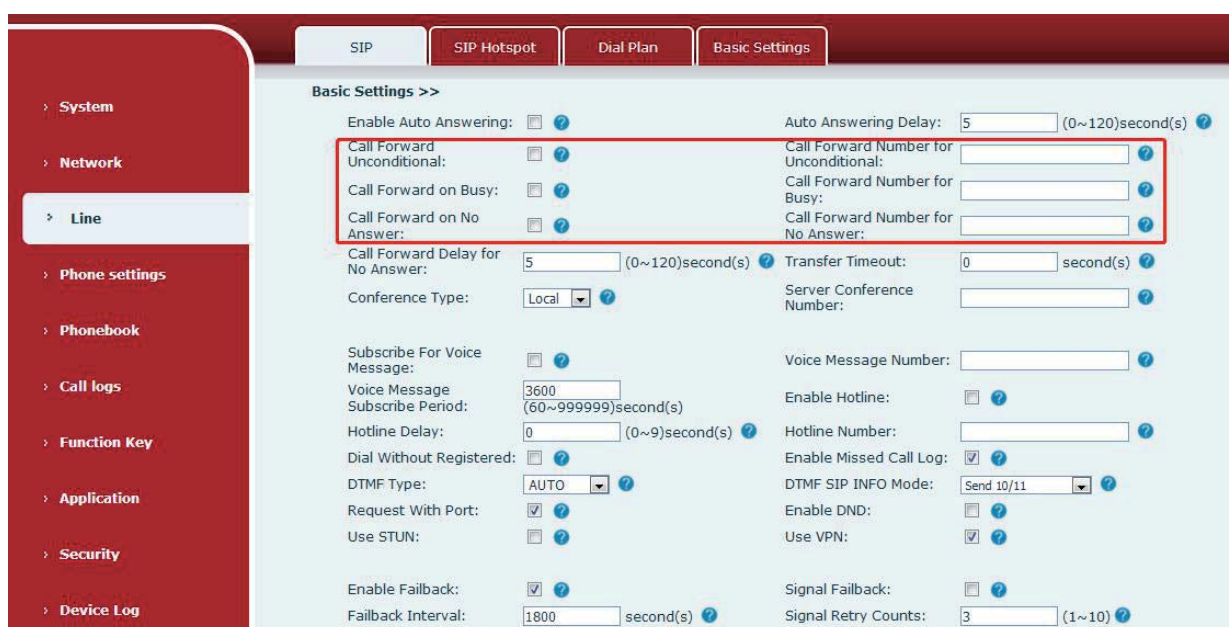 SIP
SIP Hotspot
Dial Plan
Basic Settings
System
Network
Line
Phone settings
Phonebook
Call logs
Function Key
Application
Security
Device Log
Basic Settings >>
Enable Auto Answering:
Auto Answering Delay: 5 (0~120)second(s)
Call Forward
Unconditional:
Call Forward Number for
Unconditional:
Call Forward on Busy:
Call Forward Number for
Busy:
Call Forward on No
Answer:
Call Forward Number for
No Answer:
Call Forward Delay for
No Answer: 5 (0~120)second(s)
Transfer Timeout: 0 second(s)
Conference Type: Local
Server Conference
Number:
Subscribe For Voice
Message:
Voice Message Number:
Voice Message
Subscribe Period: 3600
(60~999999)second(s)
Enable Hotline:
Hotline Delay: 0 (0~9)second(s)
Hotline Number:
Dial Without Registered:
Enable Missed Call Log:
DTMF Type: AUTO
DTMF SIP INFO Mode: Send 10/11
Request With Port:
Enable DND:
Use STUN:
Use VPN:
Enable Failback:
Signal Failback:
Failback Interval: 1800 second(s)
Signal Retry Counts: 3 (1~10)